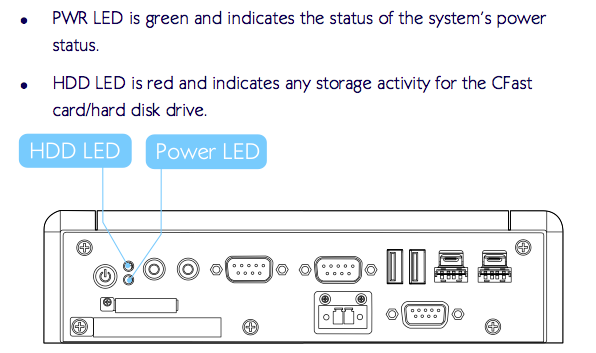 • PWR LED is green and indicates the status of the system's power
status.
• HDD LED is red and indicates any storage activity for the CFast
card/hard disk drive.
HDD LED
Power LED